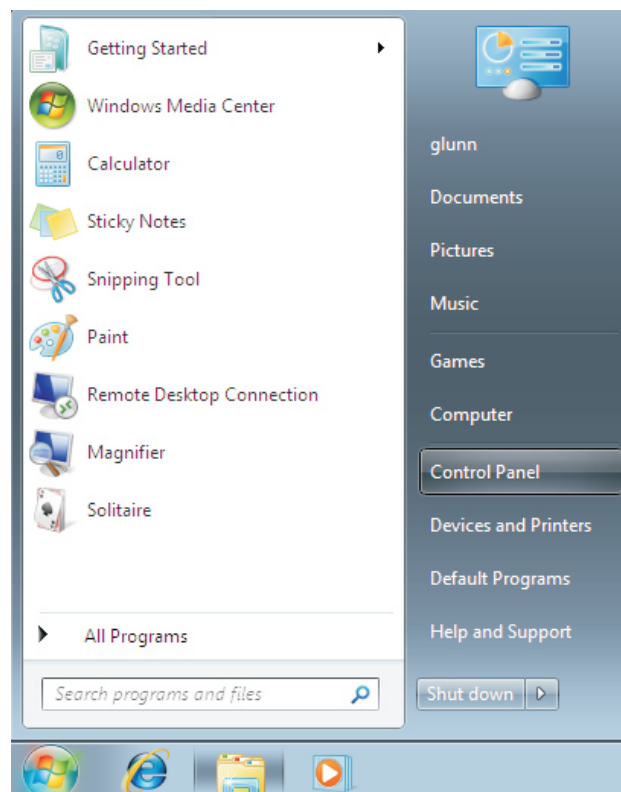 Getting Started
Windows Media Center
Calculator
Sticky Notes
Snipping Tool
Paint
Remote Desktop Connection
Magnifier
Solitaire
All Programs
Search programs and files
glunn
Documents
Pictures
Music
Games
Computer
Control Panel
Devices and Printers
Default Programs
Help and Support
Shut down